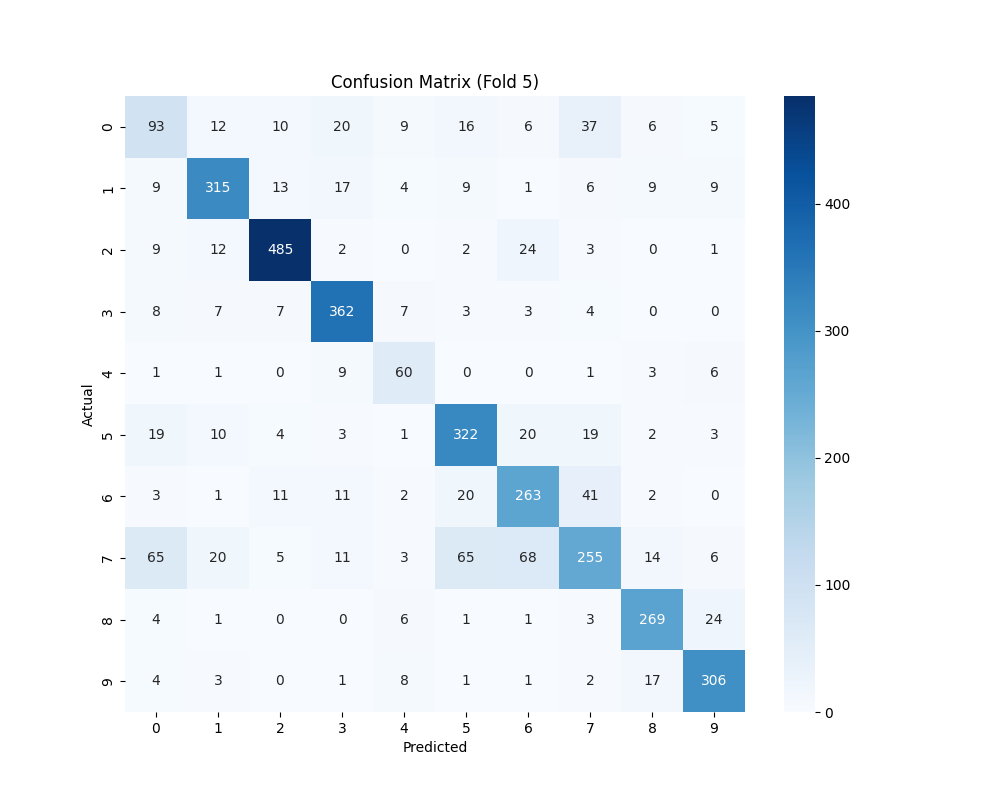 Confusion Matrix (Fold 5)
0 93 12 10 20 9 16 6 37 6 5
1 9 315 13 17 4 9 1 6 9 9
2 9 12 485 2 0 2 24 3 0 1
3 8 7 7 362 7 3 3 4 0 0
4 1 1 0 9 60 0 0 1 3 6
5 19 10 4 3 1 322 20 19 2 3
6 3 1 11 11 2 20 263 41 2 0
7 65 20 5 11 3 65 68 255 14 6
8 4 1 0 0 6 1 1 3 269 24
9 4 3 0 1 8 1 1 2 17 306
0 1 2 3 4 5 6 7 8 9
Predicted
Actual
400
300
200
100
0